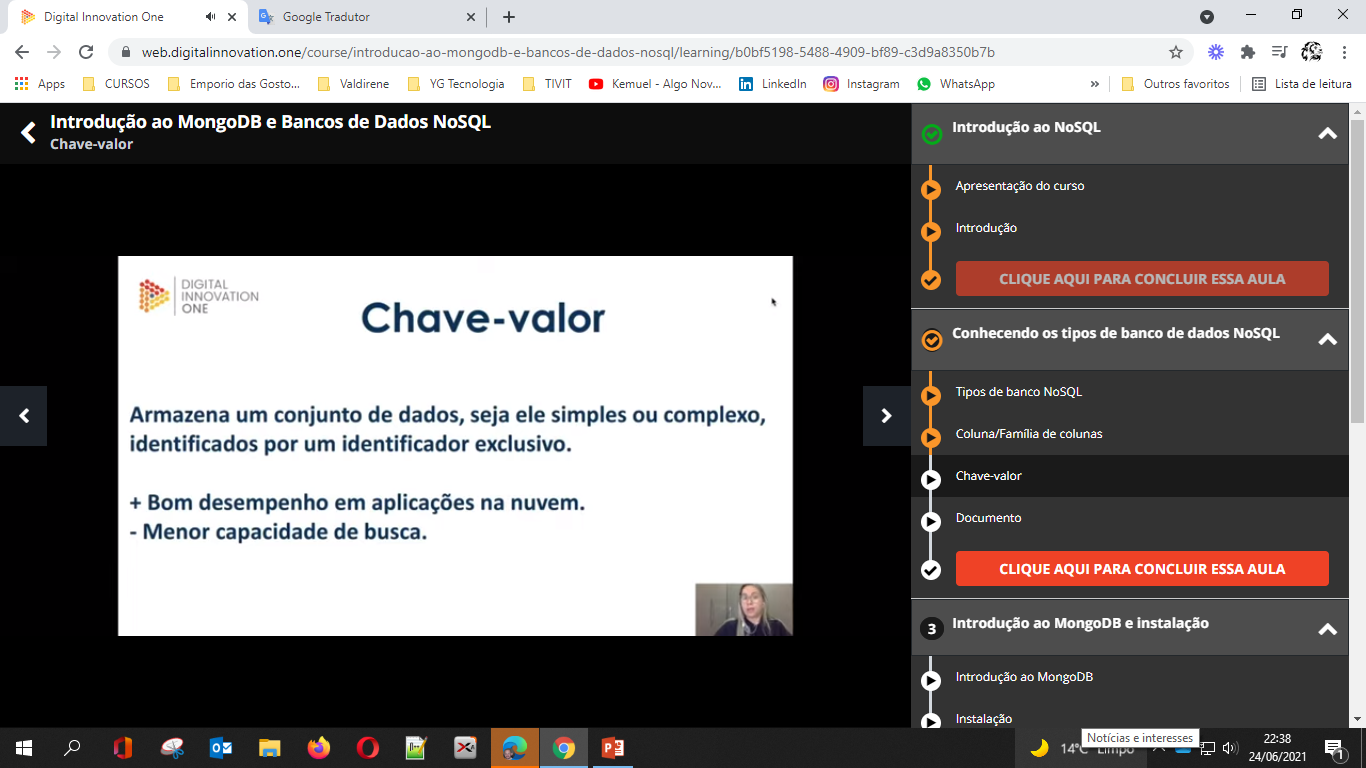 Digital Innovation One
Google Tradutor
web.digitalinnovation.one/course/introducao-ao-mongodb-e-bancos-de-dados-nosql/learning/b0bf5198-5488-4909-bf89-c3d9a8350b7b
Apps
CURSOS
Emporio das Gosto...
Valdirene
YG Tecnologia
TIVIT
Kemuel - Algo Nov...
LinkedIn
Instagram
WhatsApp
»
Outros favoritos
Lista de leitura
Introdução ao MongoDB e Bancos de Dados NoSQL
Chave-valor
DIGITAL
INNOVATION
ONE
Chave-valor
Armazena um conjunto de dados, seja ele simples ou complexo,
identificados por um identificador exclusivo.
+ Bom desempenho em aplicações na nuvem.
- Menor capacidade de busca.
Introdução ao NoSQL
Apresentação do curso
Introdução
CLIQUE AQUI PARA CONCLUIR ESSA AULA
Conhecendo os tipos de banco de dados NoSQL
Tipos de banco NoSQL
Coluna/Família de colunas
Chave-valor
Documento
CLIQUE AQUI PARA CONCLUIR ESSA AULA
3
Introdução ao MongoDB e instalação
Introdução ao MongoDB
Instalação
Notícias e interesses
14°C Limpo
22:38
24/06/2021
1